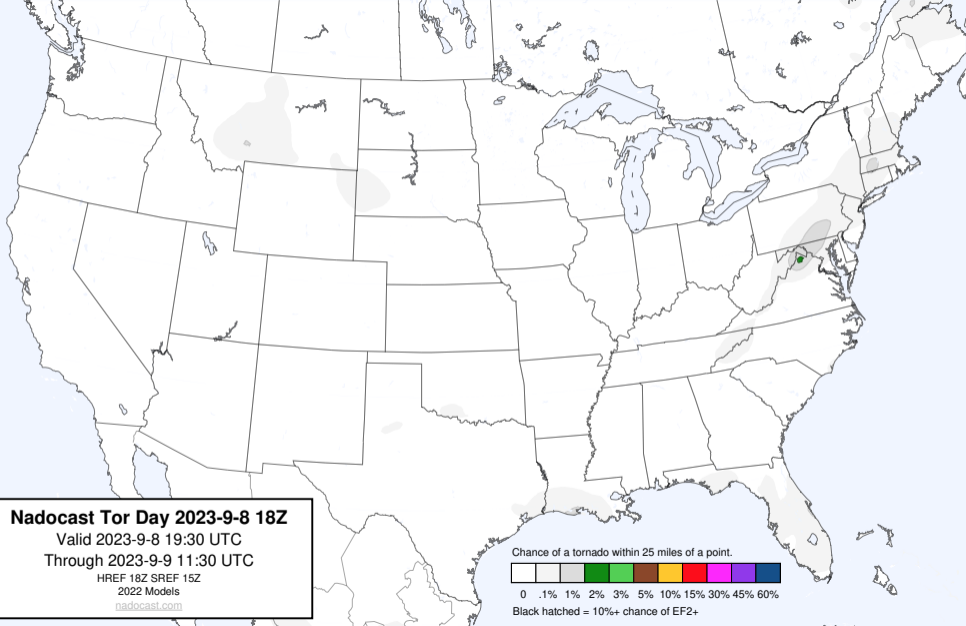 Nadocast Tor Day 2023-9-8 18Z
Valid 2023-9-8 19:30 UTC
Through 2023-9-9 11:30 UTC
HREF 18Z SREF 15Z
2022 Models
nadocast.com
Chance of a tornado within 25 miles of a point.
0 .1% 1% 2% 3% 5% 10% 15% 30% 45% 60%
Black hatched = 10%+ chance of EF2+